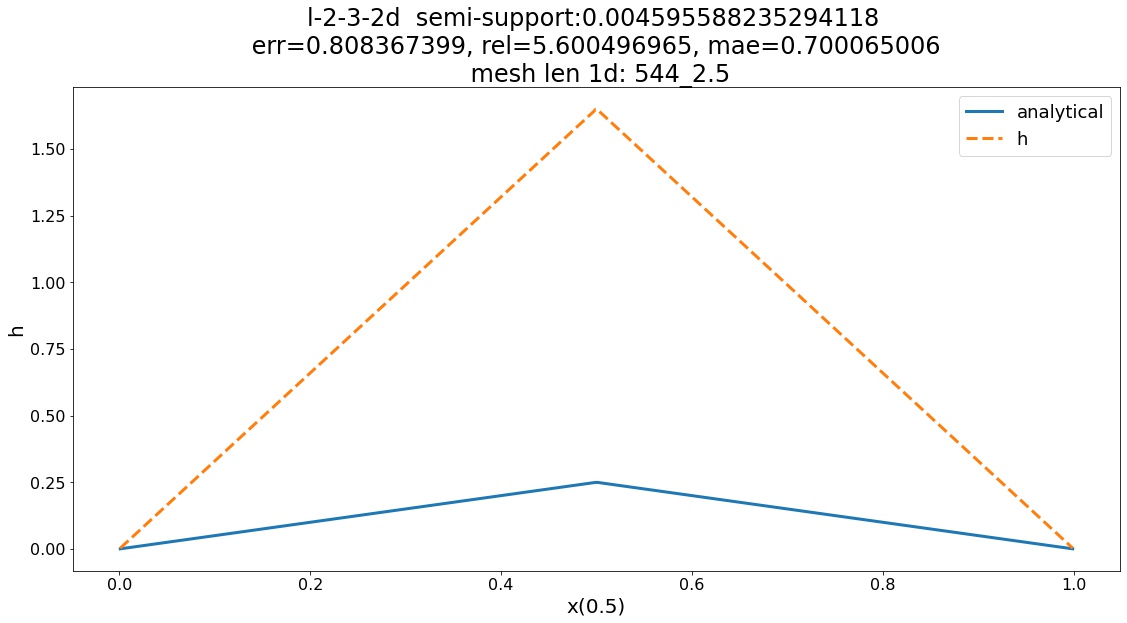 l-2-3-2d  semi-support:0.004595588235294118
err=0.808367399, rel=5.600496965, mae=0.700065006
mesh len 1d: 544_2.5
analytical
h
1.50
1.25
1.00
0.75
0.50
0.25
0.00
h
0.0
0.2
0.4
0.6
0.8
1.0
x(0.5)